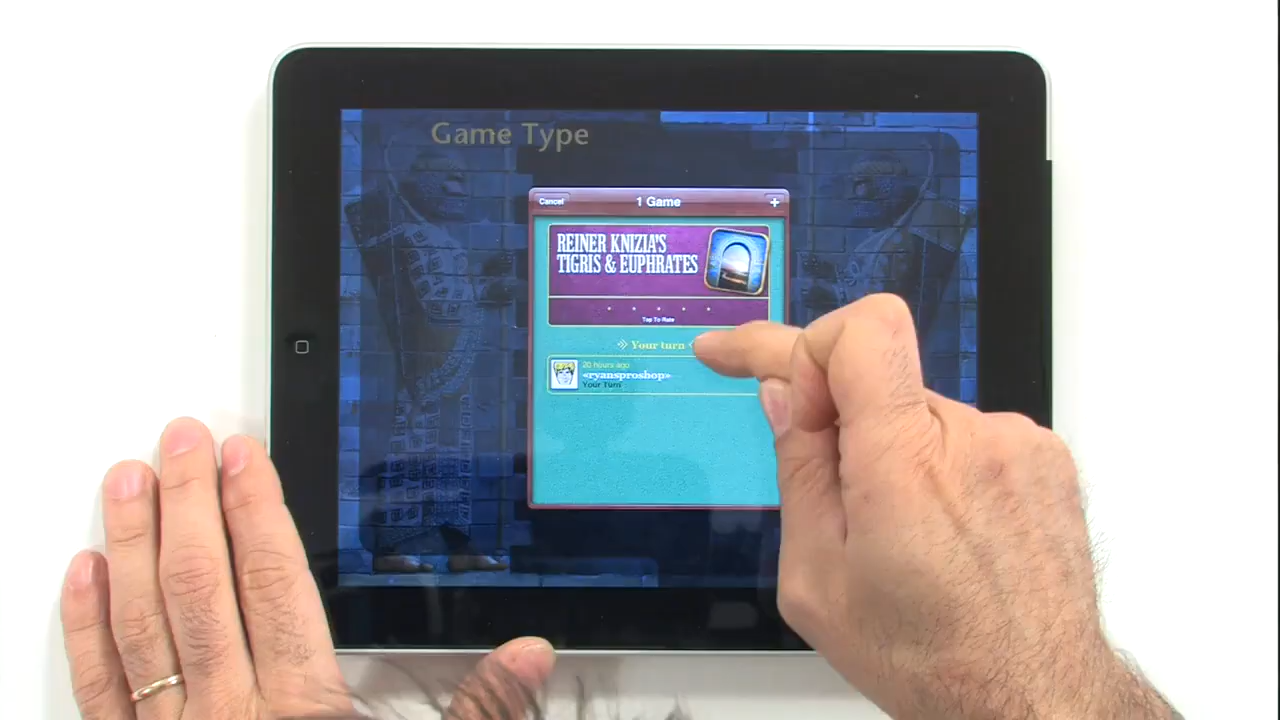 Game Type
Cancel
1 Game
+
REINER KNIZIA'S
TIGRIS & EUPHRATES
Tap To Rate
Your turn
20 hours ago
«ryansproshop»
Your Turn